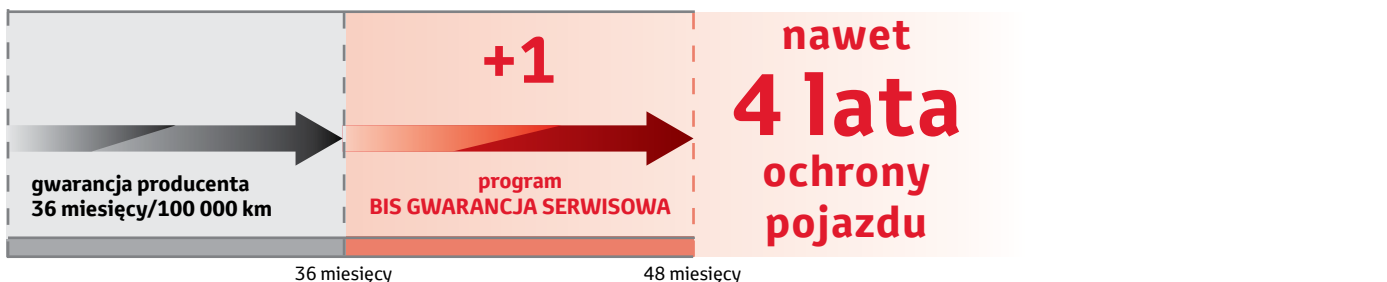 +1
nawet
4 lata
ochrony
pojazdu
gwarancja producenta
36 miesięcy/100 000 km
program
BIS GWARANCJA SERWISOWA
36 miesięcy
48 miesięcy